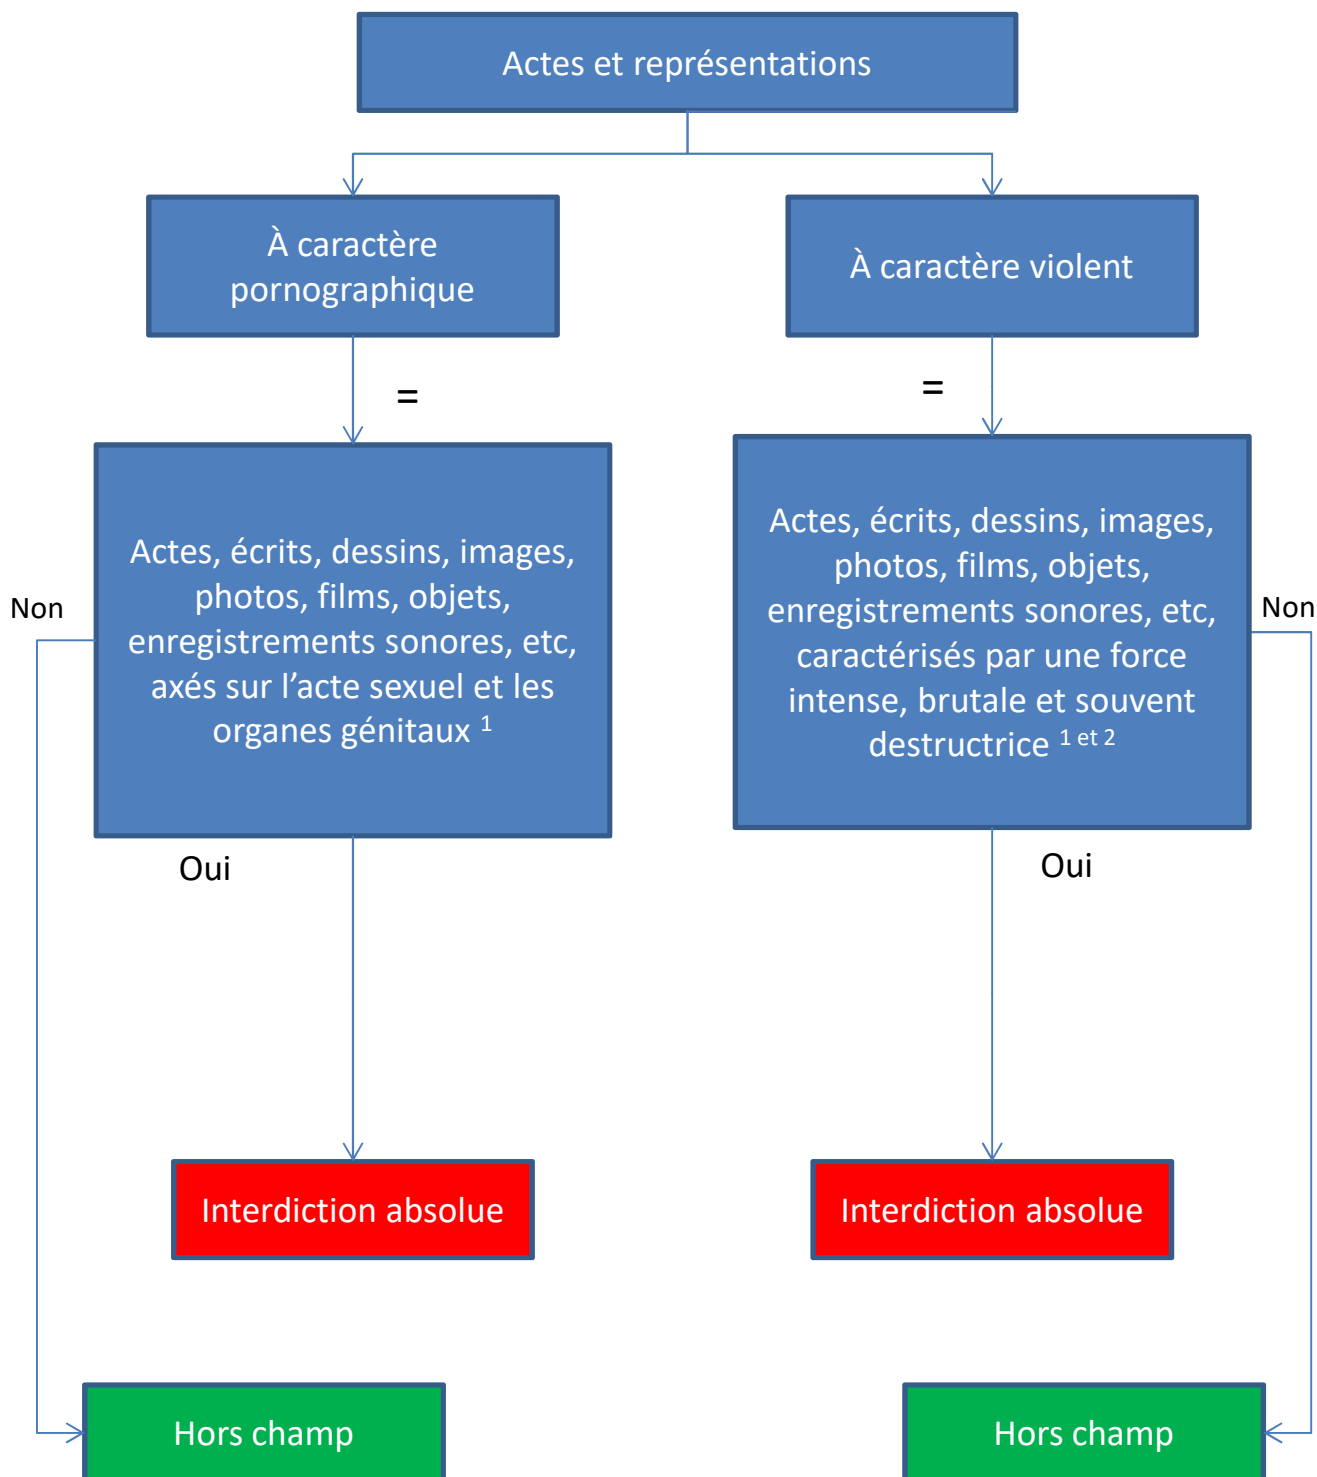 Actes et représentations
À caractère
pornographique
À caractère violent
=
=
Actes, écrits, dessins, images,
photos, films, objets,
enregistrements sonores, etc,
axés sur l’acte sexuel et les
organes génitaux 1
Actes, écrits, dessins, images,
photos, films, objets,
enregistrements sonores, etc,
caractérisés par une force
intense, brutale et souvent
destructrice 1 et 2
Non
Non
Oui
Oui
Interdiction absolue
Interdiction absolue
Hors champ
Hors champ